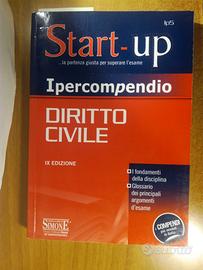 ip5
Start-up
...la partenza giusta per superare l'esame
Ipercompendio
DIRITTO
CIVILE
IX EDIZIONE
I fondamenti
della disciplina
Glossario
dei principali
argomenti
d'esame
COMPENDI
SIMONE
subito